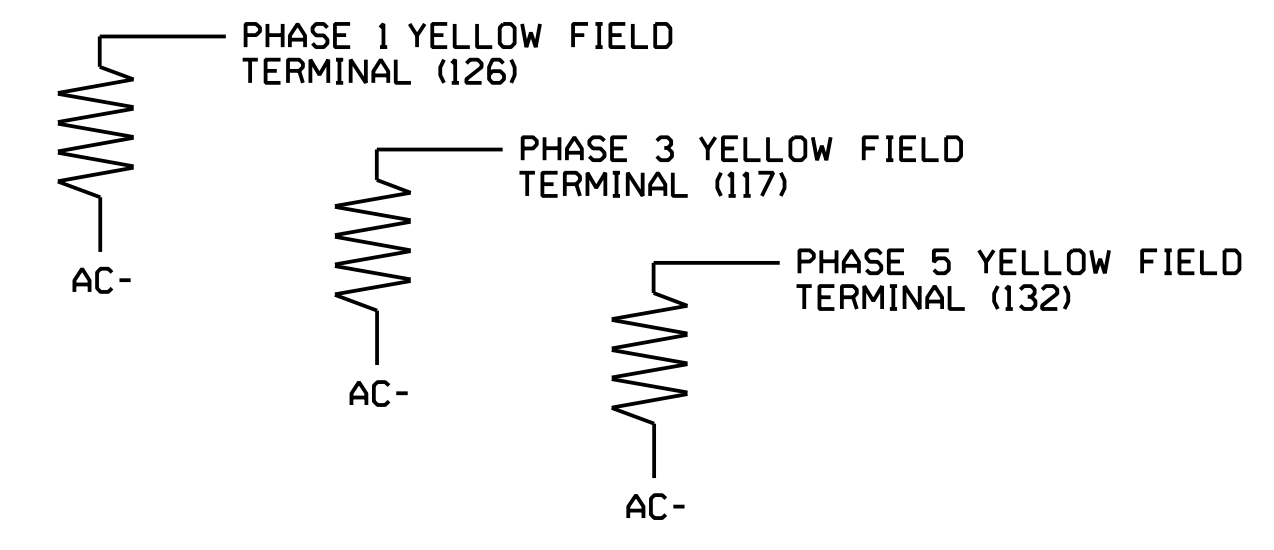 PHASE 1 YELLOW FIELD
TERMINAL (126)
AC-
PHASE 3 YELLOW FIELD
TERMINAL (117)
AC-
PHASE 5 YELLOW FIELD
TERMINAL (132)
AC-